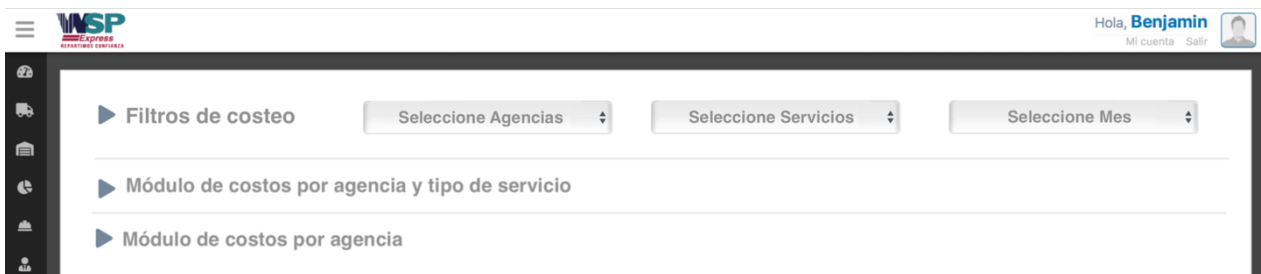 WSP
Express
REPARTIMOS CONFIANZA
Hola, Benjamin
Mi cuenta Salir
Filtros de costeo
Seleccione Agencias
Seleccione Servicios
Seleccione Mes
Módulo de costos por agencia y tipo de servicio
Módulo de costos por agencia